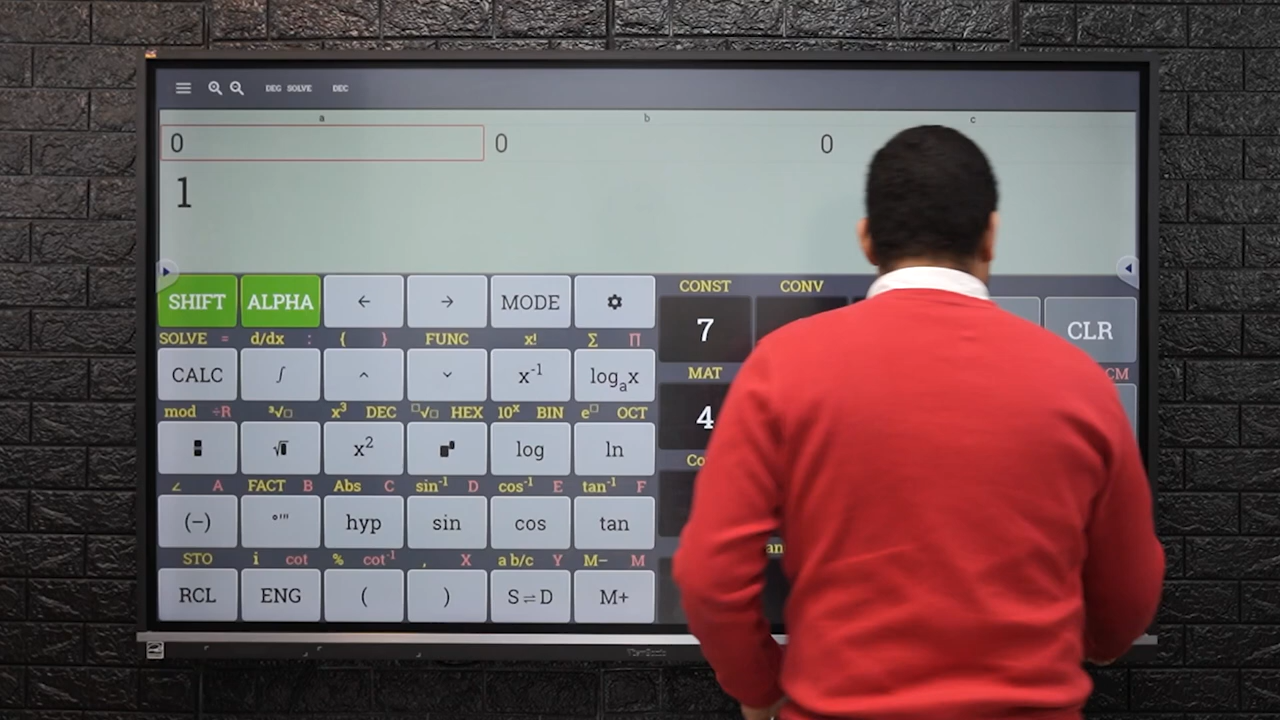 DEG SOLVE DEC
a b c
0 0 0
1
SHIFT ALPHA ← → MODE
CONST CONV
7 CLR
SOLVE = d/dx : { } FUNC x! Σ Π
CALC ∫ ^ ˅ x⁻¹ logₐx
MAT CM
4
mod ÷R ³√□ x³ DEC □√□ HEX 10ˣ BIN e□ OCT
√□ x² ■□ log ln
∠ A FACT B Abs C sin⁻¹ D cos⁻¹ E tan⁻¹ F
(−) °'" hyp sin cos tan
STO i cot % cot⁻¹ , X a b/c Y M− M
RCL ENG ( ) S⇌D M+
ViewSonic